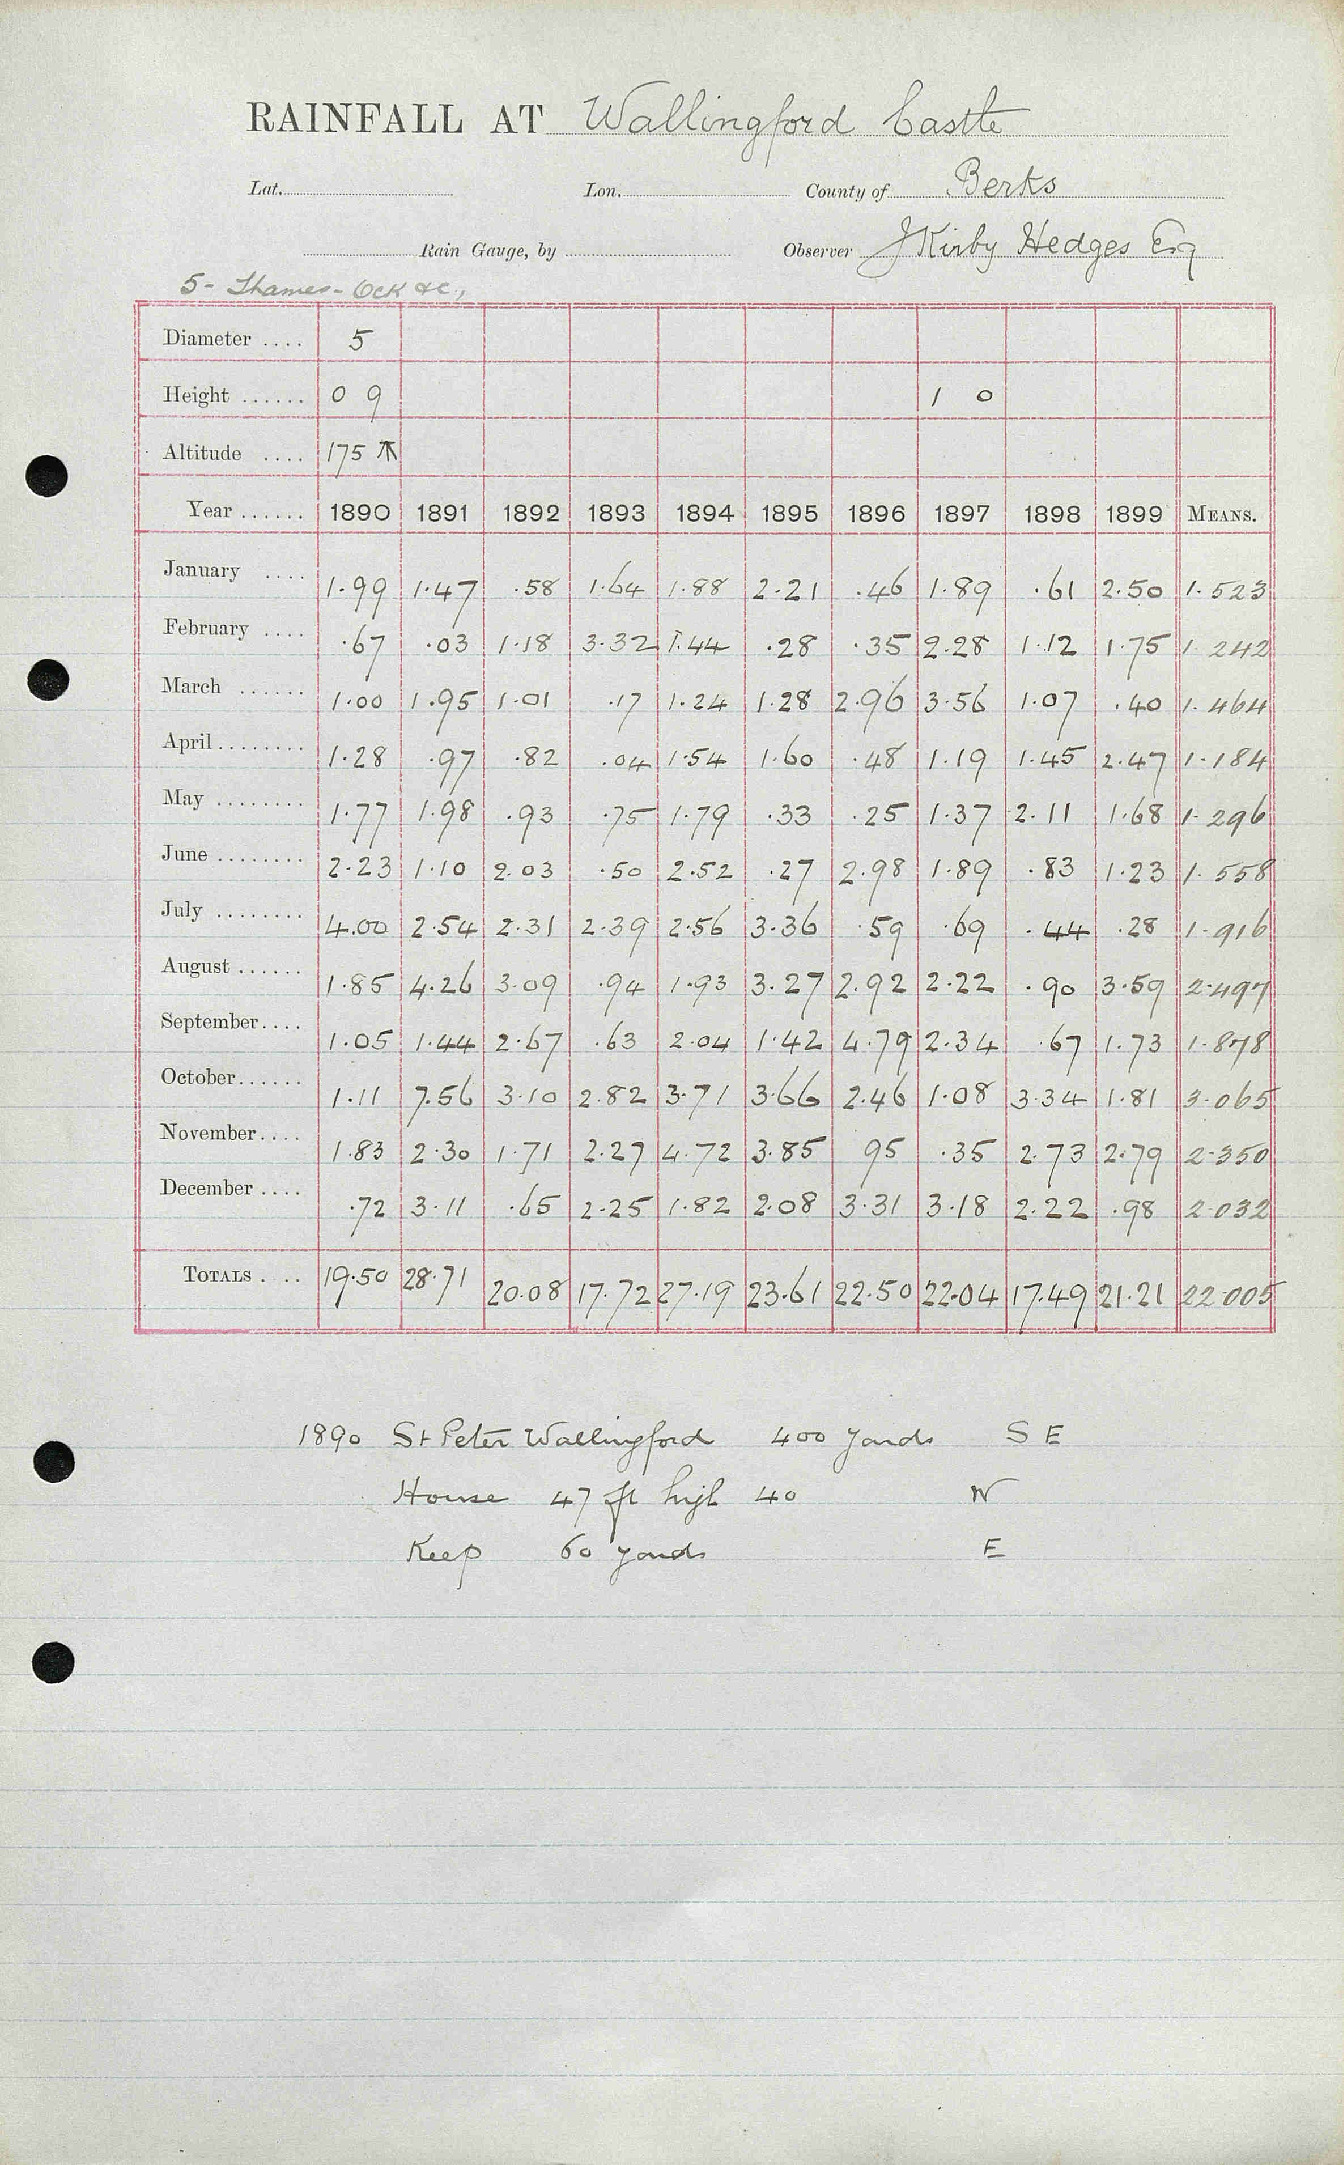 RAINFALL AT Wallingford Castle
Lat. Lon. County of Berks
Rain Gauge, by Observer J Kirby Hedges Esq
5 - Thames - Ock &c.,
Diameter .... 5
Height ...... 0 9 1 0
Altitude .... 175
Year ...... 1890 1891 1892 1893 1894 1895 1896 1897 1898 1899 MEANS.
January .... 1.99 1.47 .58 1.64 1.88 2.21 .46 1.89 .61 2.50 1.523
February .... .67 .03 1.18 3.32 1.44 .28 .35 2.28 1.12 1.75 1.242
March ...... 1.00 1.95 1.01 .17 1.24 1.28 2.96 3.56 1.07 .40 1.464
April ........ 1.28 .97 .82 .04 1.54 1.60 .48 1.19 1.45 2.47 1.184
May ........ 1.77 1.98 .93 .75 1.79 .33 .25 1.37 2.11 1.68 1.296
June ........ 2.23 1.10 2.03 .50 2.52 .27 2.98 1.89 .83 1.23 1.558
July ........ 4.00 2.54 2.31 2.39 2.56 3.36 .59 .69 .44 .28 1.916
August ...... 1.85 4.26 3.09 .94 1.93 3.27 2.92 2.22 .90 3.59 2.497
September.... 1.05 1.44 2.67 .63 2.04 1.42 4.79 2.34 .67 1.73 1.878
October...... 1.11 7.56 3.10 2.82 3.71 3.66 2.46 1.08 3.34 1.81 3.065
November.... 1.83 2.30 1.71 2.27 4.72 3.85 95 .35 2.73 2.79 2.350
December .... .72 3.11 .65 2.25 1.82 2.08 3.31 3.18 2.22 .98 2.032
TOTALS .... 19.50 28.71 20.08 17.72 27.19 23.61 22.50 22.04 17.49 21.21 22.005
1890 St Peter Wallingford 400 yards S E
House 47 ft high 40 W
Keep 60 yards E